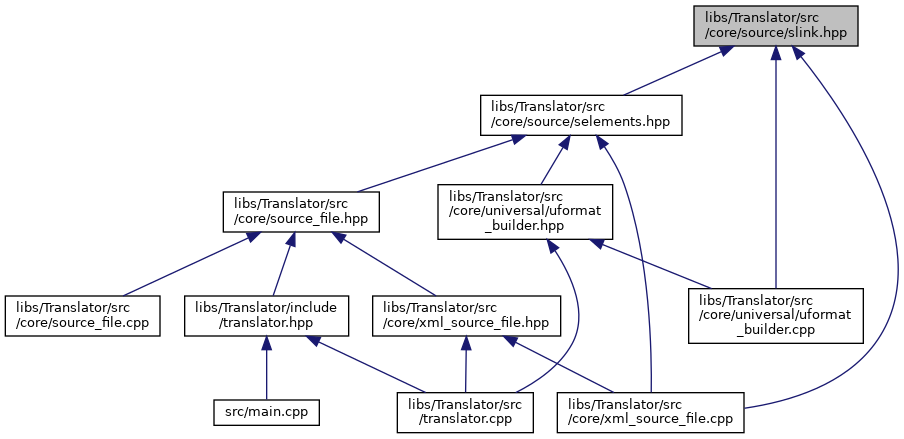 libs/Translator/src
/core/source/slink.hpp
libs/Translator/src
/core/source/selements.hpp
libs/Translator/src
/core/source_file.hpp
libs/Translator/src
/core/universal/uformat
_builder.hpp
libs/Translator/src
/core/source_file.cpp
libs/Translator/include
/translator.hpp
libs/Translator/src
/core/xml_source_file.hpp
libs/Translator/src
/core/universal/uformat
_builder.cpp
src/main.cpp
libs/Translator/src
/translator.cpp
libs/Translator/src
/core/xml_source_file.cpp